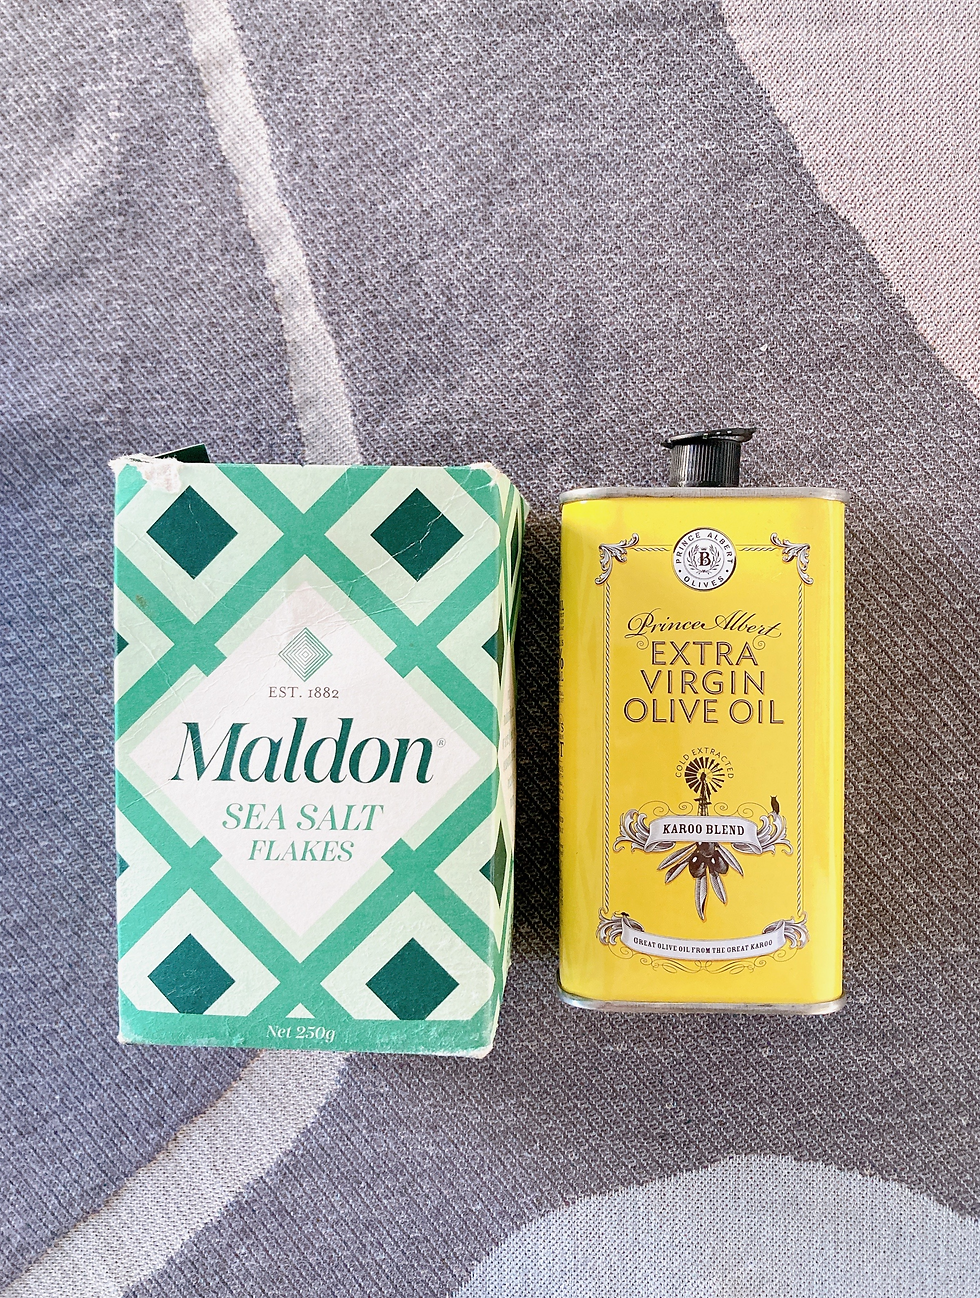 EST. 1882
Maldon®
SEA SALT
FLAKES
Net 250g
PRINCE ALBERT
B
OLIVES
Prince Albert
EXTRA
VIRGIN
OLIVE OIL
COLD EXTRACTED
KAROO BLEND
GREAT OLIVE OIL FROM THE GREAT KAROO